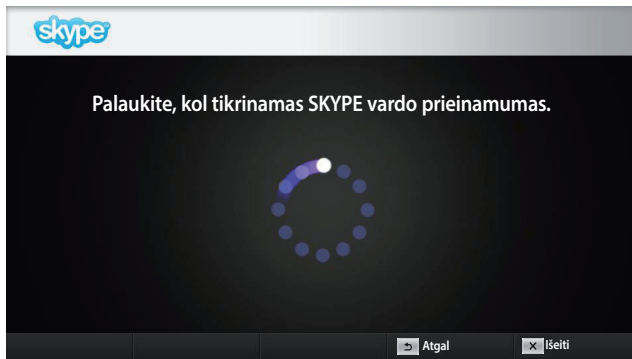 skype
Palaukite, kol tikrinamas SKYPE vardo prieinamumas.
Atgal
Išeiti